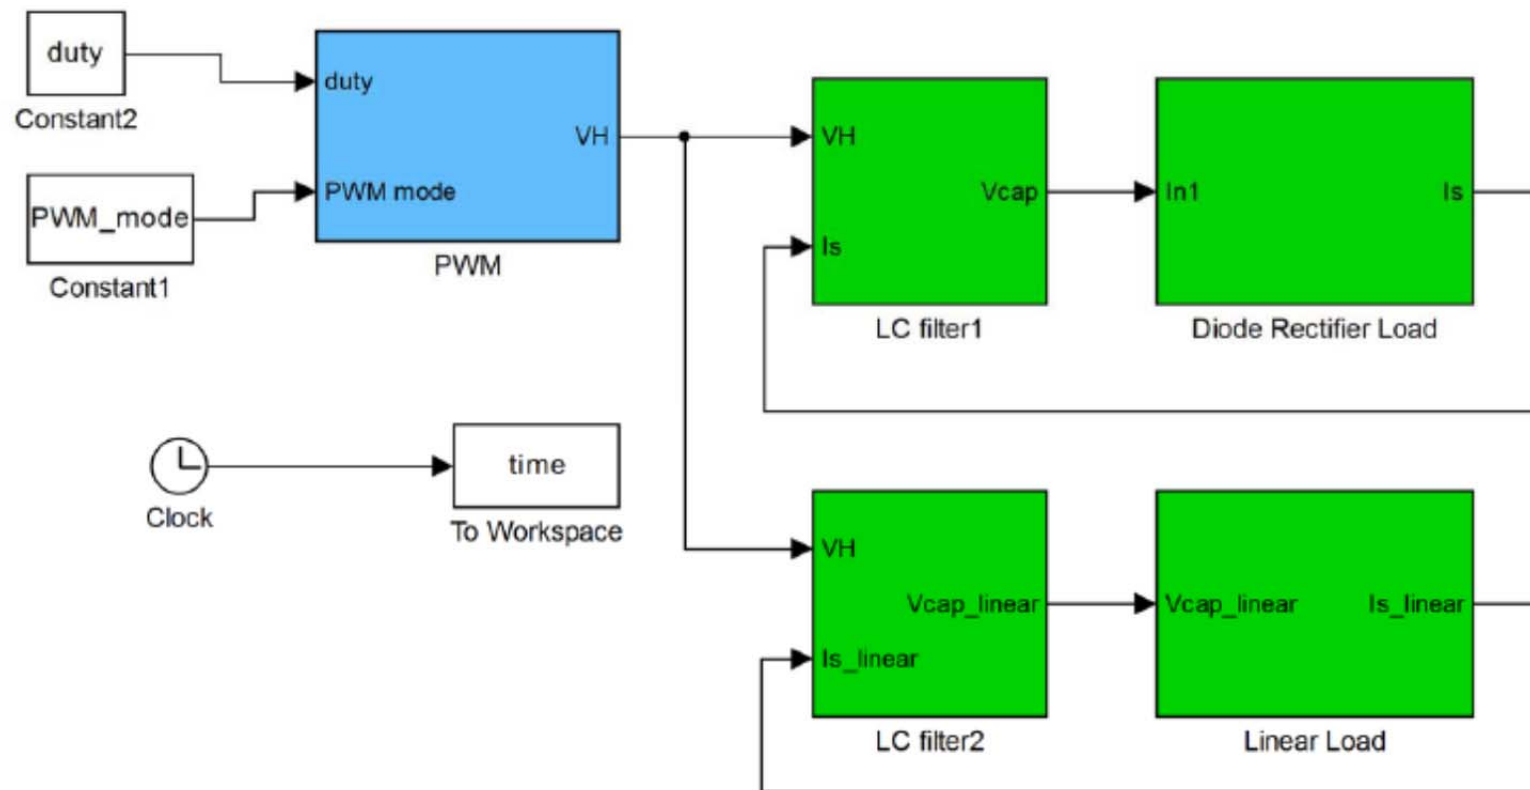 duty
Constant2
PWM_mode
Constant1
duty
VH
PWM mode
PWM
VH
Vcap
Is
LC filter1
In1
Is
Diode Rectifier Load
Clock
time
To Workspace
VH
Vcap_linear
Is_linear
LC filter2
Vcap_linear
Is_linear
Linear Load